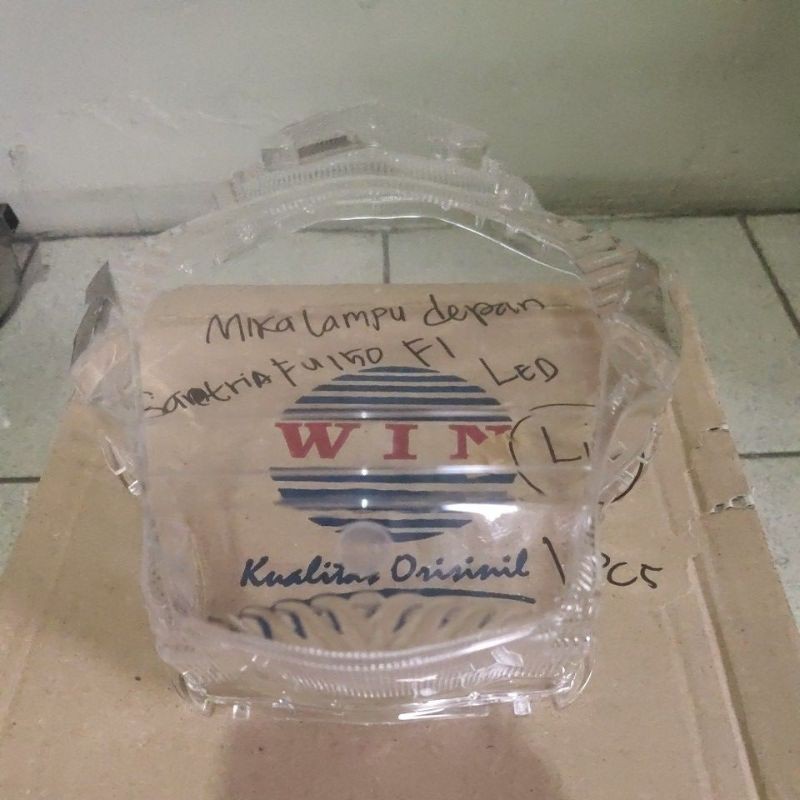 Mika Lampu depan
Satria FU 150 FI
LED
WIN
Kualitas Orisinil
1 PCS